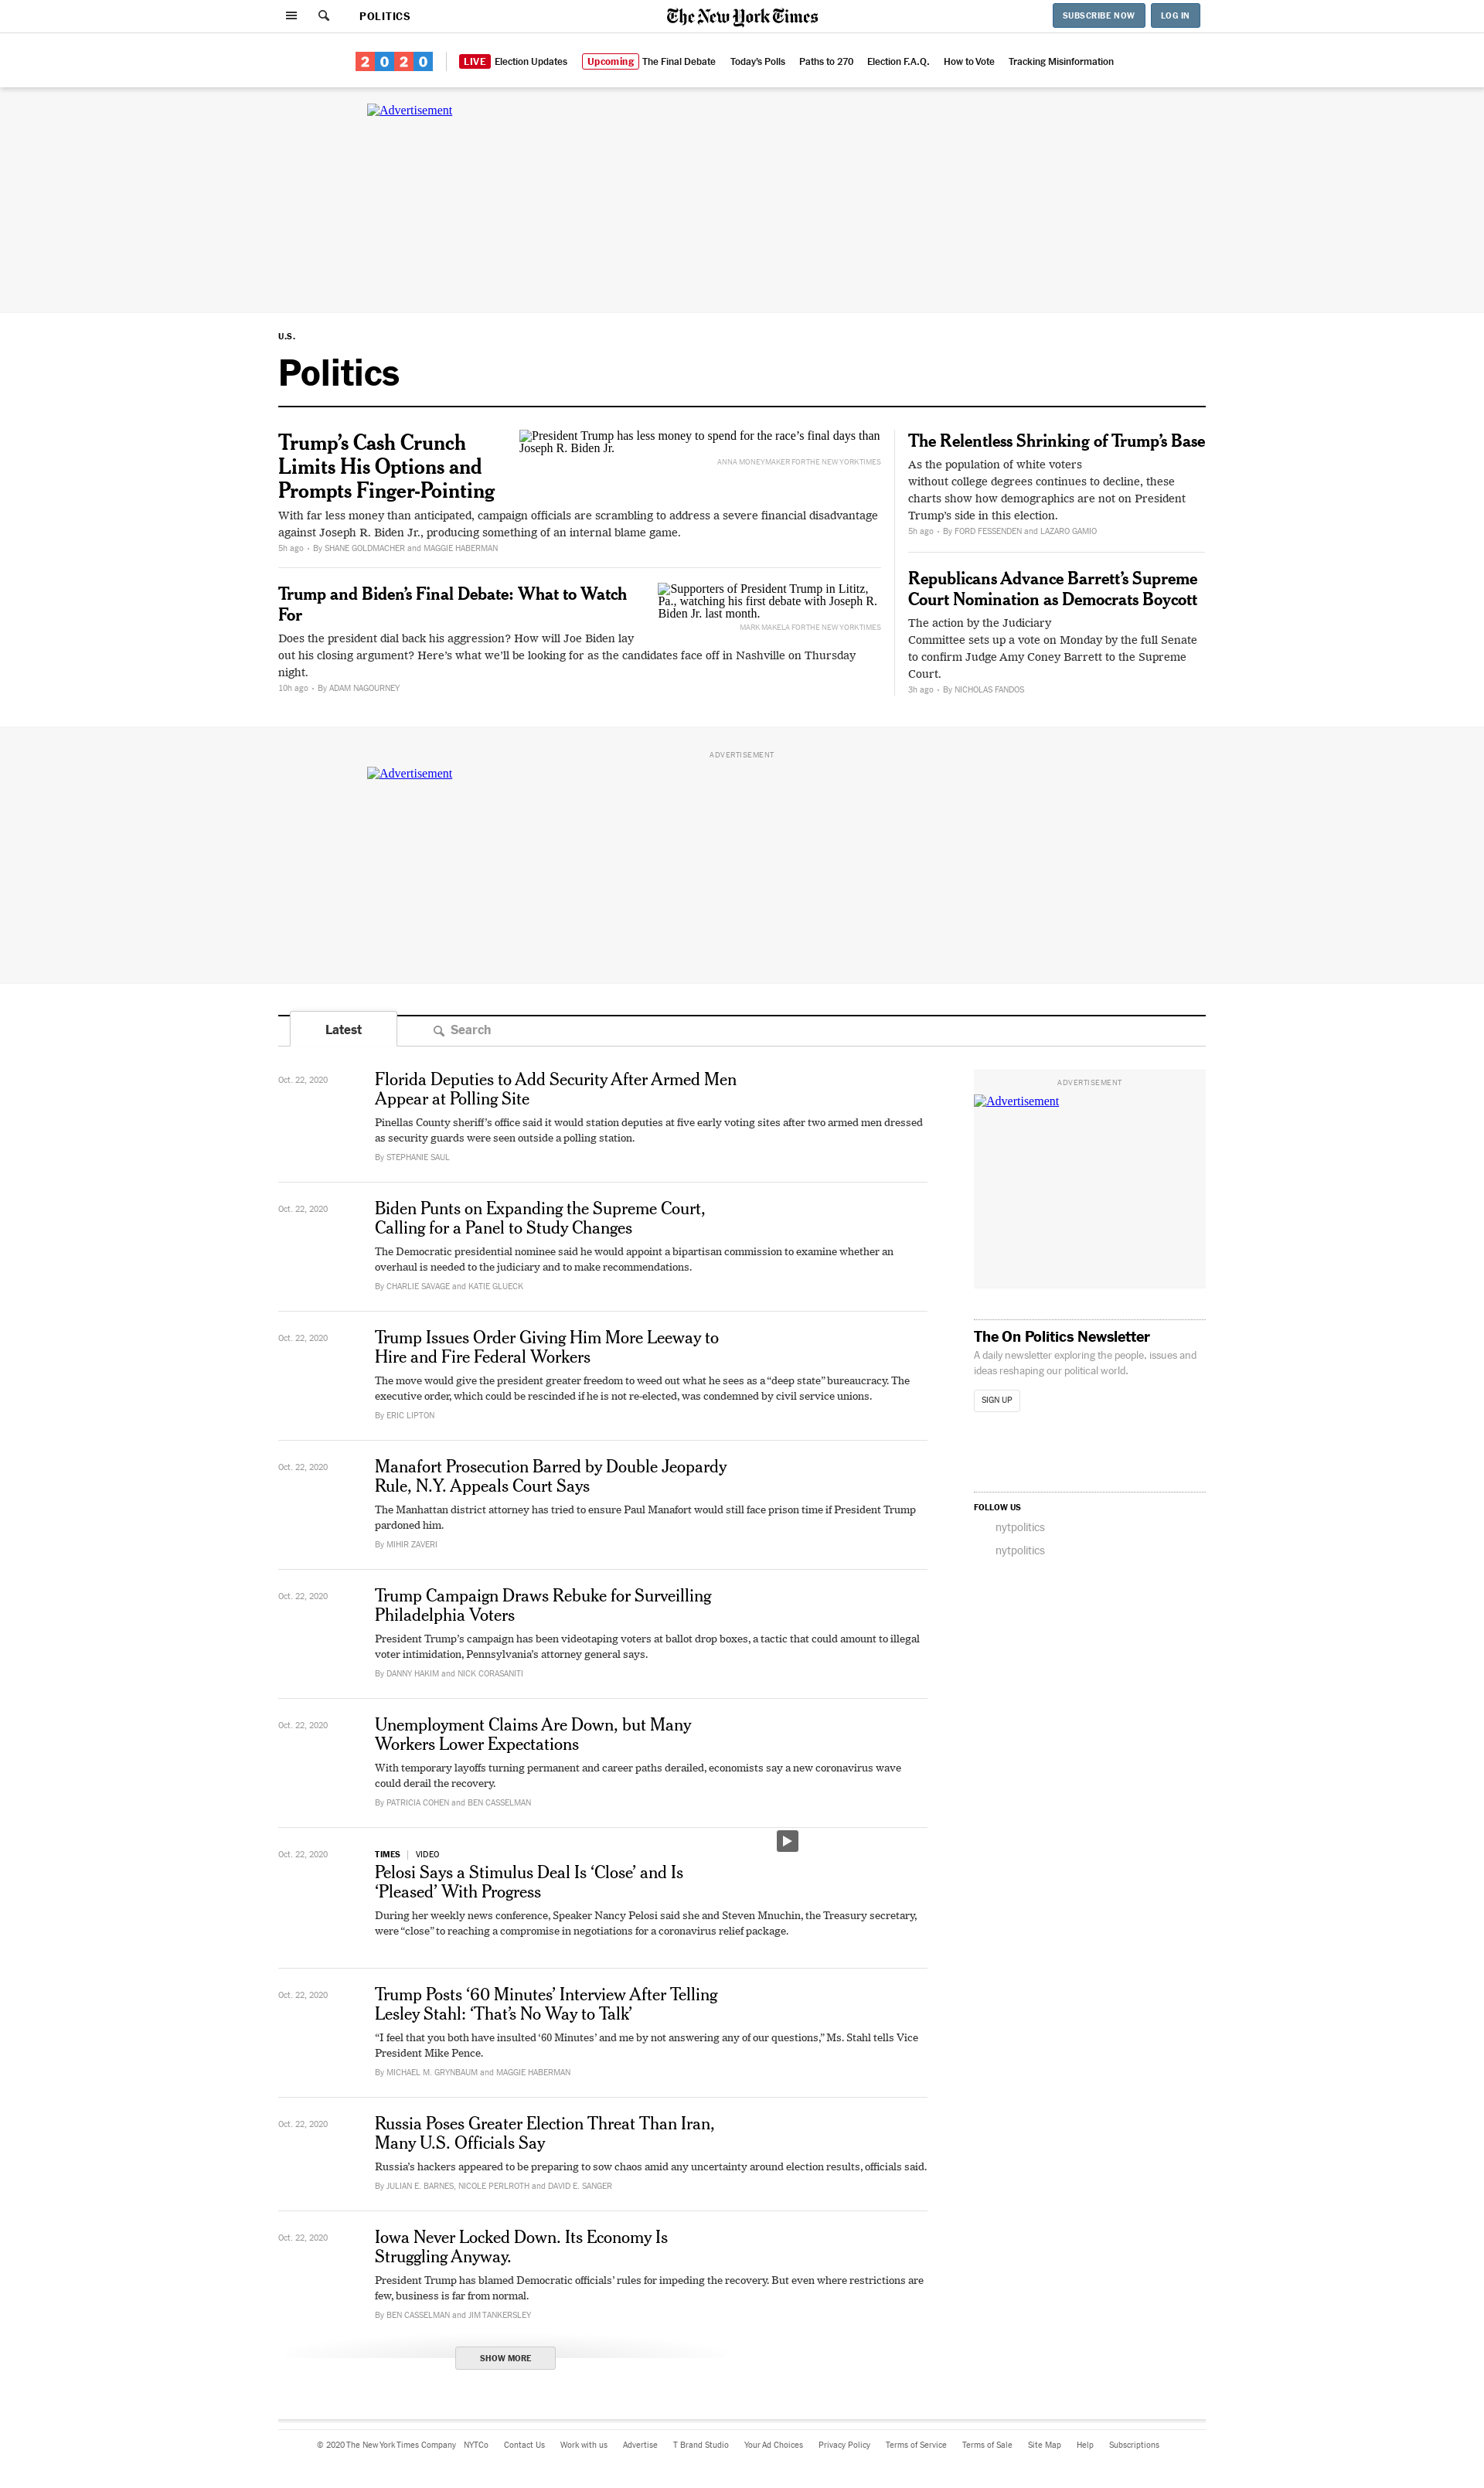 POLITICS
The New York Times
SUBSCRIBE NOW
LOG IN
2020
LIVE Election Updates
Upcoming The Final Debate
Today's Polls
Paths to 270
Election F.A.Q.
How to Vote
Tracking Misinformation
Advertisement
U.S.
Politics
Trump’s Cash Crunch
Limits His Options and
Prompts Finger-Pointing
President Trump has less money to spend for the race’s final days than
Joseph R. Biden Jr.
ANNA MONEYMAKER FOR THE NEW YORK TIMES
With far less money than anticipated, campaign officials are scrambling to address a severe financial disadvantage
against Joseph R. Biden Jr., producing something of an internal blame game.
5h ago • By SHANE GOLDMACHER and MAGGIE HABERMAN
Trump and Biden’s Final Debate: What to Watch
For
Supporters of President Trump in Lititz,
Pa., watching his first debate with Joseph R.
Biden Jr. last month.
MARK MAKELA FOR THE NEW YORK TIMES
Does the president dial back his aggression? How will Joe Biden lay
out his closing argument? Here’s what we’ll be looking for as the candidates face off in Nashville on Thursday
night.
10h ago • By ADAM NAGOURNEY
The Relentless Shrinking of Trump’s Base
As the population of white voters
without college degrees continues to decline, these
charts show how demographics are not on President
Trump’s side in this election.
5h ago • By FORD FESSENDEN and LAZARO GAMIO
Republicans Advance Barrett’s Supreme
Court Nomination as Democrats Boycott
The action by the Judiciary
Committee sets up a vote on Monday by the full Senate
to confirm Judge Amy Coney Barrett to the Supreme
Court.
3h ago • By NICHOLAS FANDOS
ADVERTISEMENT
Advertisement
Latest
Search
Oct. 22, 2020
Florida Deputies to Add Security After Armed Men
Appear at Polling Site
Pinellas County sheriff’s office said it would station deputies at five early voting sites after two armed men dressed
as security guards were seen outside a polling station.
By STEPHANIE SAUL
Oct. 22, 2020
Biden Punts on Expanding the Supreme Court,
Calling for a Panel to Study Changes
The Democratic presidential nominee said he would appoint a bipartisan commission to examine whether an
overhaul is needed to the judiciary and to make recommendations.
By CHARLIE SAVAGE and KATIE GLUECK
Oct. 22, 2020
Trump Issues Order Giving Him More Leeway to
Hire and Fire Federal Workers
The move would give the president greater freedom to weed out what he sees as a “deep state” bureaucracy. The
executive order, which could be rescinded if he is not re-elected, was condemned by civil service unions.
By ERIC LIPTON
Oct. 22, 2020
Manafort Prosecution Barred by Double Jeopardy
Rule, N.Y. Appeals Court Says
The Manhattan district attorney has tried to ensure Paul Manafort would still face prison time if President Trump
pardoned him.
By MIHIR ZAVERI
Oct. 22, 2020
Trump Campaign Draws Rebuke for Surveilling
Philadelphia Voters
President Trump’s campaign has been videotaping voters at ballot drop boxes, a tactic that could amount to illegal
voter intimidation, Pennsylvania’s attorney general says.
By DANNY HAKIM and NICK CORASANITI
Oct. 22, 2020
Unemployment Claims Are Down, but Many
Workers Lower Expectations
With temporary layoffs turning permanent and career paths derailed, economists say a new coronavirus wave
could derail the recovery.
By PATRICIA COHEN and BEN CASSELMAN
Oct. 22, 2020
TIMES | VIDEO
Pelosi Says a Stimulus Deal Is ‘Close’ and Is
‘Pleased’ With Progress
During her weekly news conference, Speaker Nancy Pelosi said she and Steven Mnuchin, the Treasury secretary,
were “close” to reaching a compromise in negotiations for a coronavirus relief package.
Oct. 22, 2020
Trump Posts ‘60 Minutes’ Interview After Telling
Lesley Stahl: ‘That’s No Way to Talk’
“I feel that you both have insulted ‘60 Minutes’ and me by not answering any of our questions,” Ms. Stahl tells Vice
President Mike Pence.
By MICHAEL M. GRYNBAUM and MAGGIE HABERMAN
Oct. 22, 2020
Russia Poses Greater Election Threat Than Iran,
Many U.S. Officials Say
Russia’s hackers appeared to be preparing to sow chaos amid any uncertainty around election results, officials said.
By JULIAN E. BARNES, NICOLE PERLROTH and DAVID E. SANGER
Oct. 22, 2020
Iowa Never Locked Down. Its Economy Is
Struggling Anyway.
President Trump has blamed Democratic officials’ rules for impeding the recovery. But even where restrictions are
few, business is far from normal.
By BEN CASSELMAN and JIM TANKERSLEY
SHOW MORE
ADVERTISEMENT
Advertisement
The On Politics Newsletter
A daily newsletter exploring the people, issues and
ideas reshaping our political world.
SIGN UP
FOLLOW US
nytpolitics
nytpolitics
© 2020 The New York Times Company
NYTCo
Contact Us
Work with us
Advertise
T Brand Studio
Your Ad Choices
Privacy Policy
Terms of Service
Terms of Sale
Site Map
Help
Subscriptions